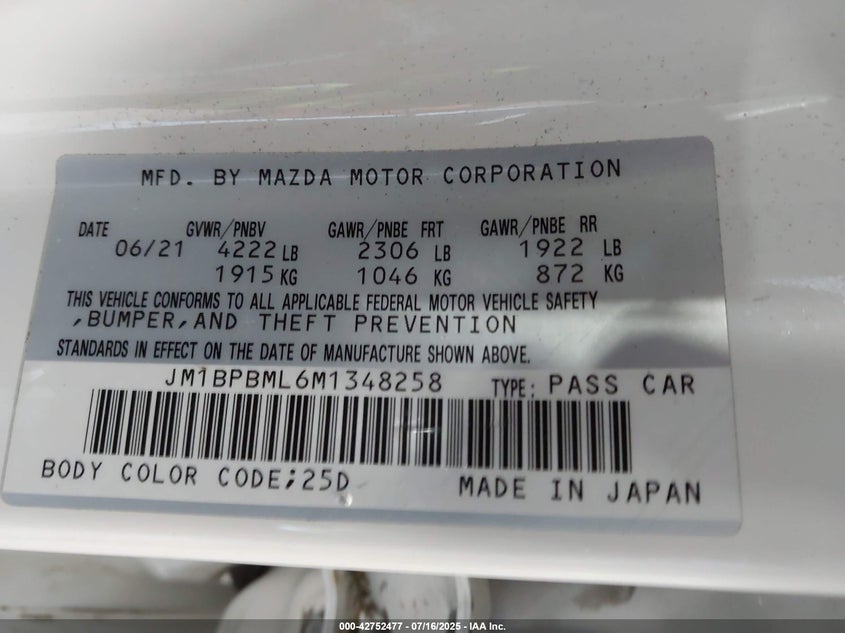 MFD. BY MAZDA MOTOR CORPORATION
DATE GVWR/PNBV GAWR/PNBE FRT GAWR/PNBE RR
06/21 4222 LB 2306 LB 1922 LB
1915 KG 1046 KG 872 KG
THIS VEHICLE CONFORMS TO ALL APPLICABLE FEDERAL MOTOR VEHICLE SAFETY
,BUMPER,AND THEFT PREVENTION
STANDARDS IN EFFECT ON THE DATE OF MANUFACTURE SHOWN ABOVE.
JM1BPBML6M1348258 TYPE: PASS CAR
BODY COLOR CODE;25D MADE IN JAPAN
000-42752477 - 07/16/2025 - IAA Inc.